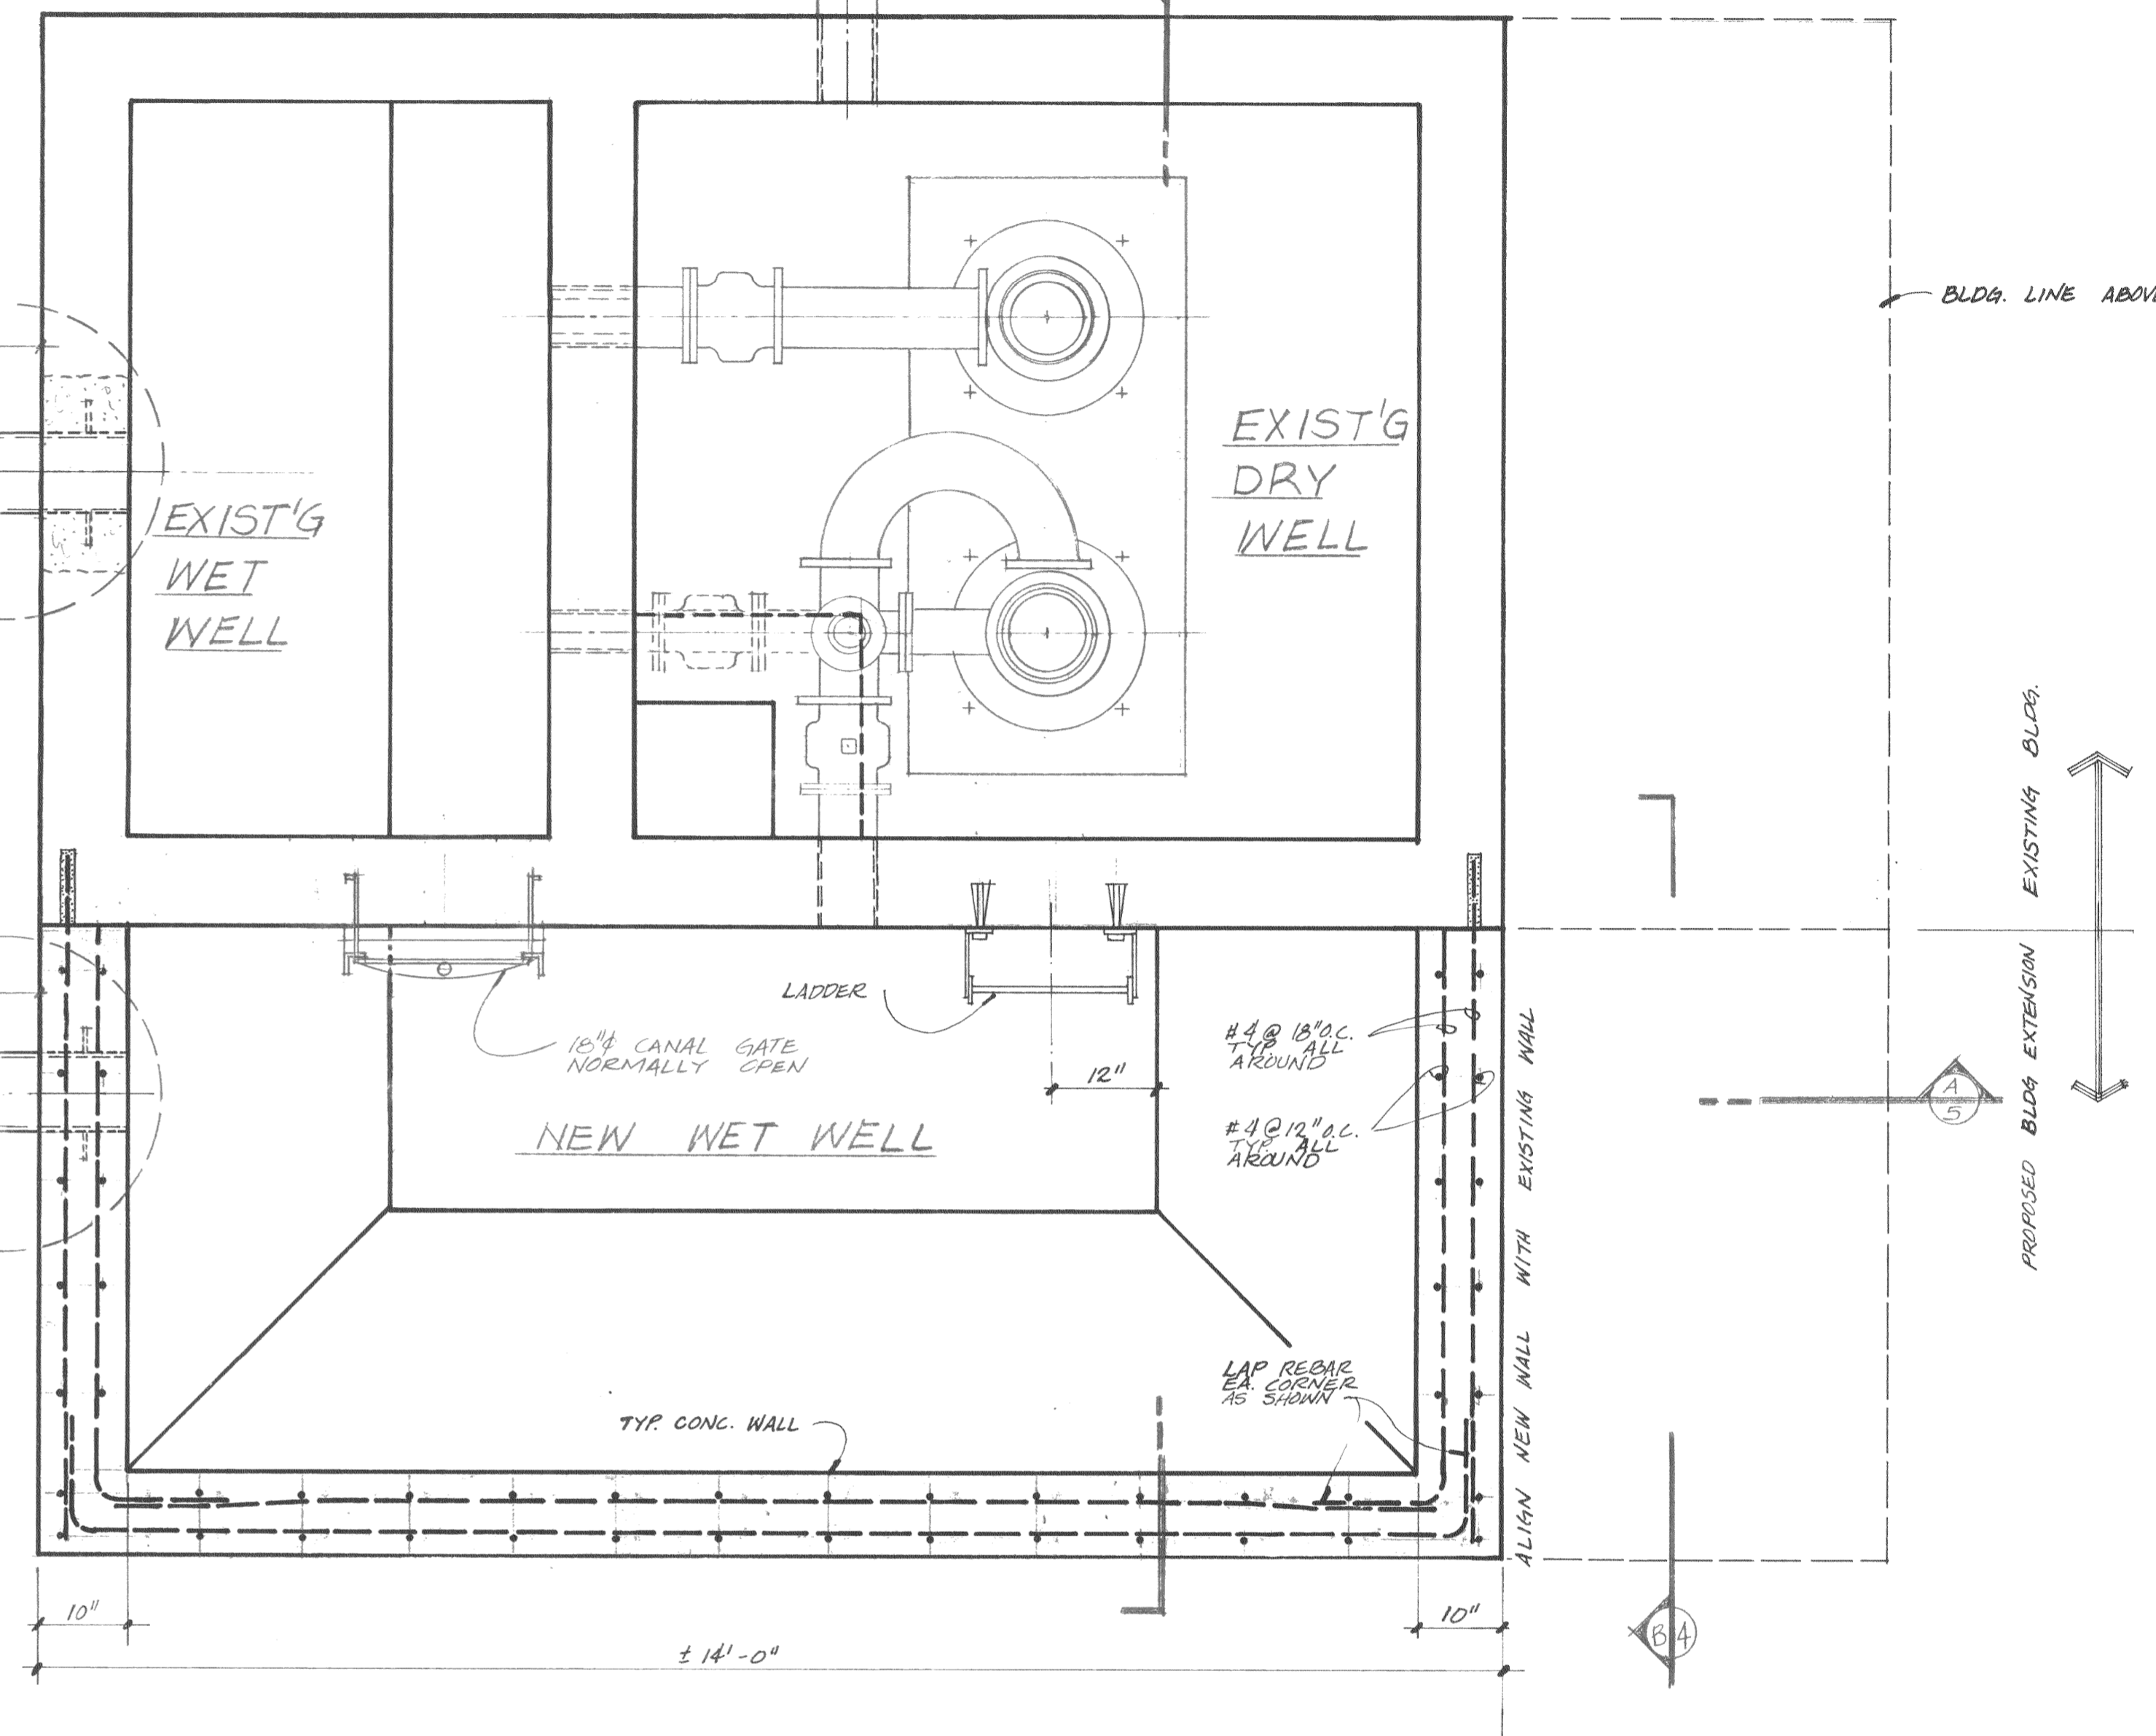 BLDG. LINE ABOVE
EXIST'G
DRY
WELL
EXIST'G
WET
WELL
EXISTING BLDG.
PROPOSED BLDG EXTENSION
LADDER
18"¢ CANAL GATE
NORMALLY OPEN
12"
#4 @ 18" O.C.
TYP. ALL
AROUND
#4 @ 12" O.C.
TYP. ALL
AROUND
A
5
NEW WET WELL
ALIGN NEW WALL WITH EXISTING WALL
LAP REBAR
EA. CORNER
AS SHOWN
TYP. CONC. WALL
10"
10"
B 4
± 14'-0"